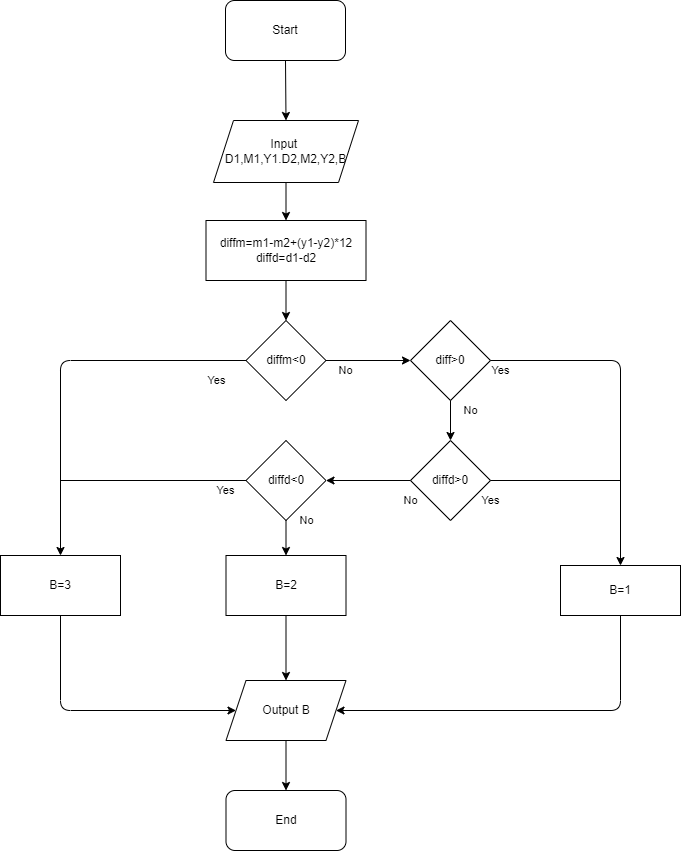 Start
Input
D1,M1,Y1.D2,M2,Y2,B
diffm=m1-m2+(y1-y2)*12
diffd=d1-d2
diffm<0
diff>0
Yes
No
Yes
No
diffd<0
diffd>0
Yes
No
Yes
No
B=3
B=2
B=1
Output B
End